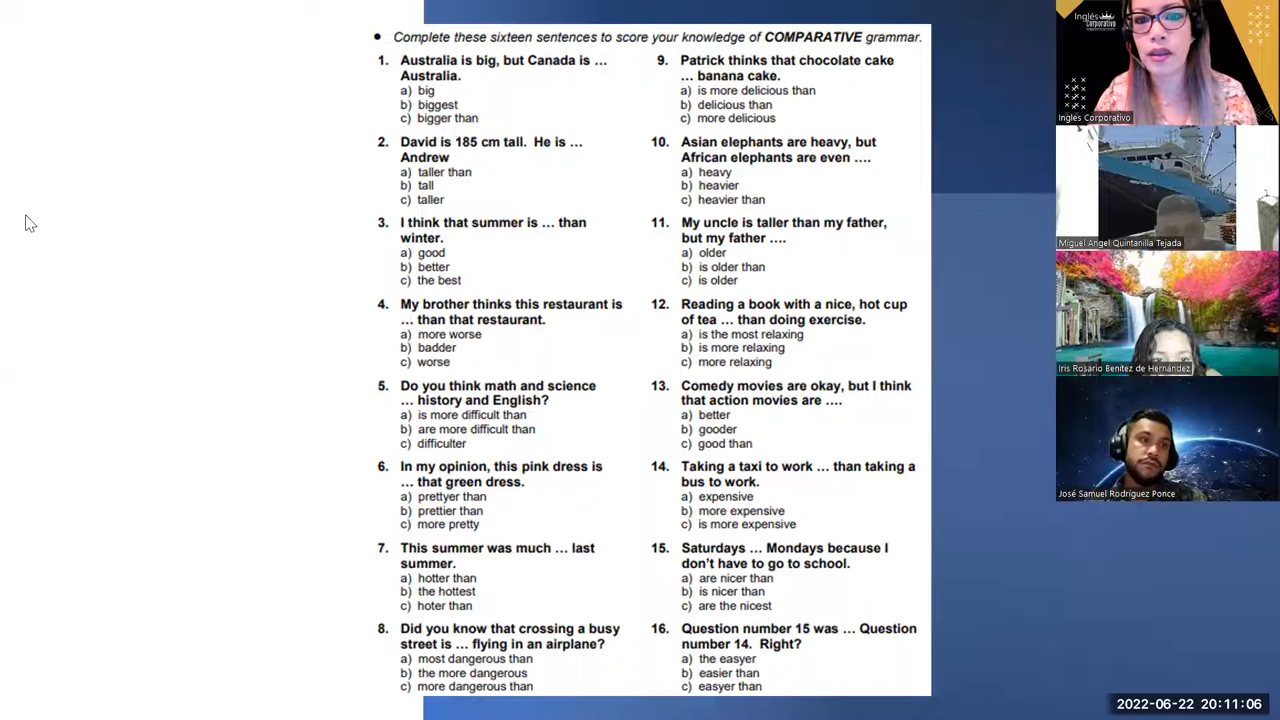 • Complete these sixteen sentences to score your knowledge of COMPARATIVE grammar.
1. Australia is big, but Canada is …
Australia.
a) big
b) biggest
c) bigger than
2. David is 185 cm tall. He is …
Andrew
a) taller than
b) tall
c) taller
3. I think that summer is … than
winter.
a) good
b) better
c) the best
4. My brother thinks this restaurant is
… than that restaurant.
a) more worse
b) badder
c) worse
5. Do you think math and science
… history and English?
a) is more difficult than
b) are more difficult than
c) difficulter
6. In my opinion, this pink dress is
… that green dress.
a) prettyer than
b) prettier than
c) more pretty
7. This summer was much … last
summer.
a) hotter than
b) the hottest
c) hoter than
8. Did you know that crossing a busy
street is … flying in an airplane?
a) most dangerous than
b) the more dangerous
c) more dangerous than
9. Patrick thinks that chocolate cake
… banana cake.
a) is more delicious than
b) delicious than
c) more delicious
10. Asian elephants are heavy, but
African elephants are even ….
a) heavy
b) heavier
c) heavier than
11. My uncle is taller than my father,
but my father ….
a) older
b) is older than
c) is older
12. Reading a book with a nice, hot cup
of tea … than doing exercise.
a) is the most relaxing
b) is more relaxing
c) more relaxing
13. Comedy movies are okay, but I think
that action movies are ….
a) better
b) gooder
c) good than
14. Taking a taxi to work … than taking a
bus to work.
a) expensive
b) more expensive
c) is more expensive
15. Saturdays … Mondays because I
don't have to go to school.
a) are nicer than
b) is nicer than
c) are the nicest
16. Question number 15 was … Question
number 14. Right?
a) the easyer
b) easier than
c) easyer than
Inglés
Corporativo
Inglés Corporativo
Miguel Angel Quintanilla Tejada
Iris Rosario Benítez de Hernández
José Samuel Rodríguez Ponce
2022-06-22 20:11:06